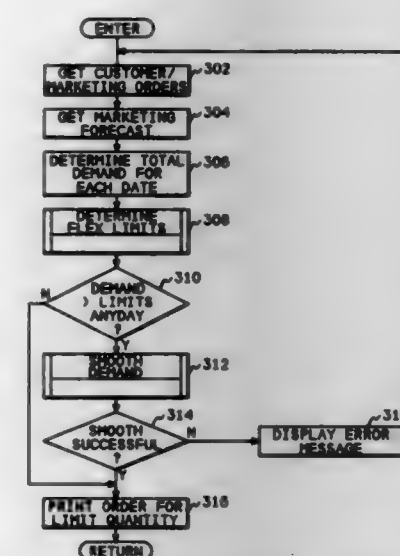 ENTER
GET CUSTOMER/
MARKETING ORDERS
302
GET MARKETING
FORECAST
304
DETERMINE TOTAL
DEMAND FOR
EACH DATE
306
DETERMINE
FLEX LIMITS
308
310
DEMAND
> LIMITS
ANYDAY
?
N
Y
SMOOTH
DEMAND
312
314
SMOOTH
SUCCESSFUL
?
N
Y
DISPLAY ERROR
MESSAGE
PRINT ORDER FOR
LIMIT QUANTITY
316
RETURN